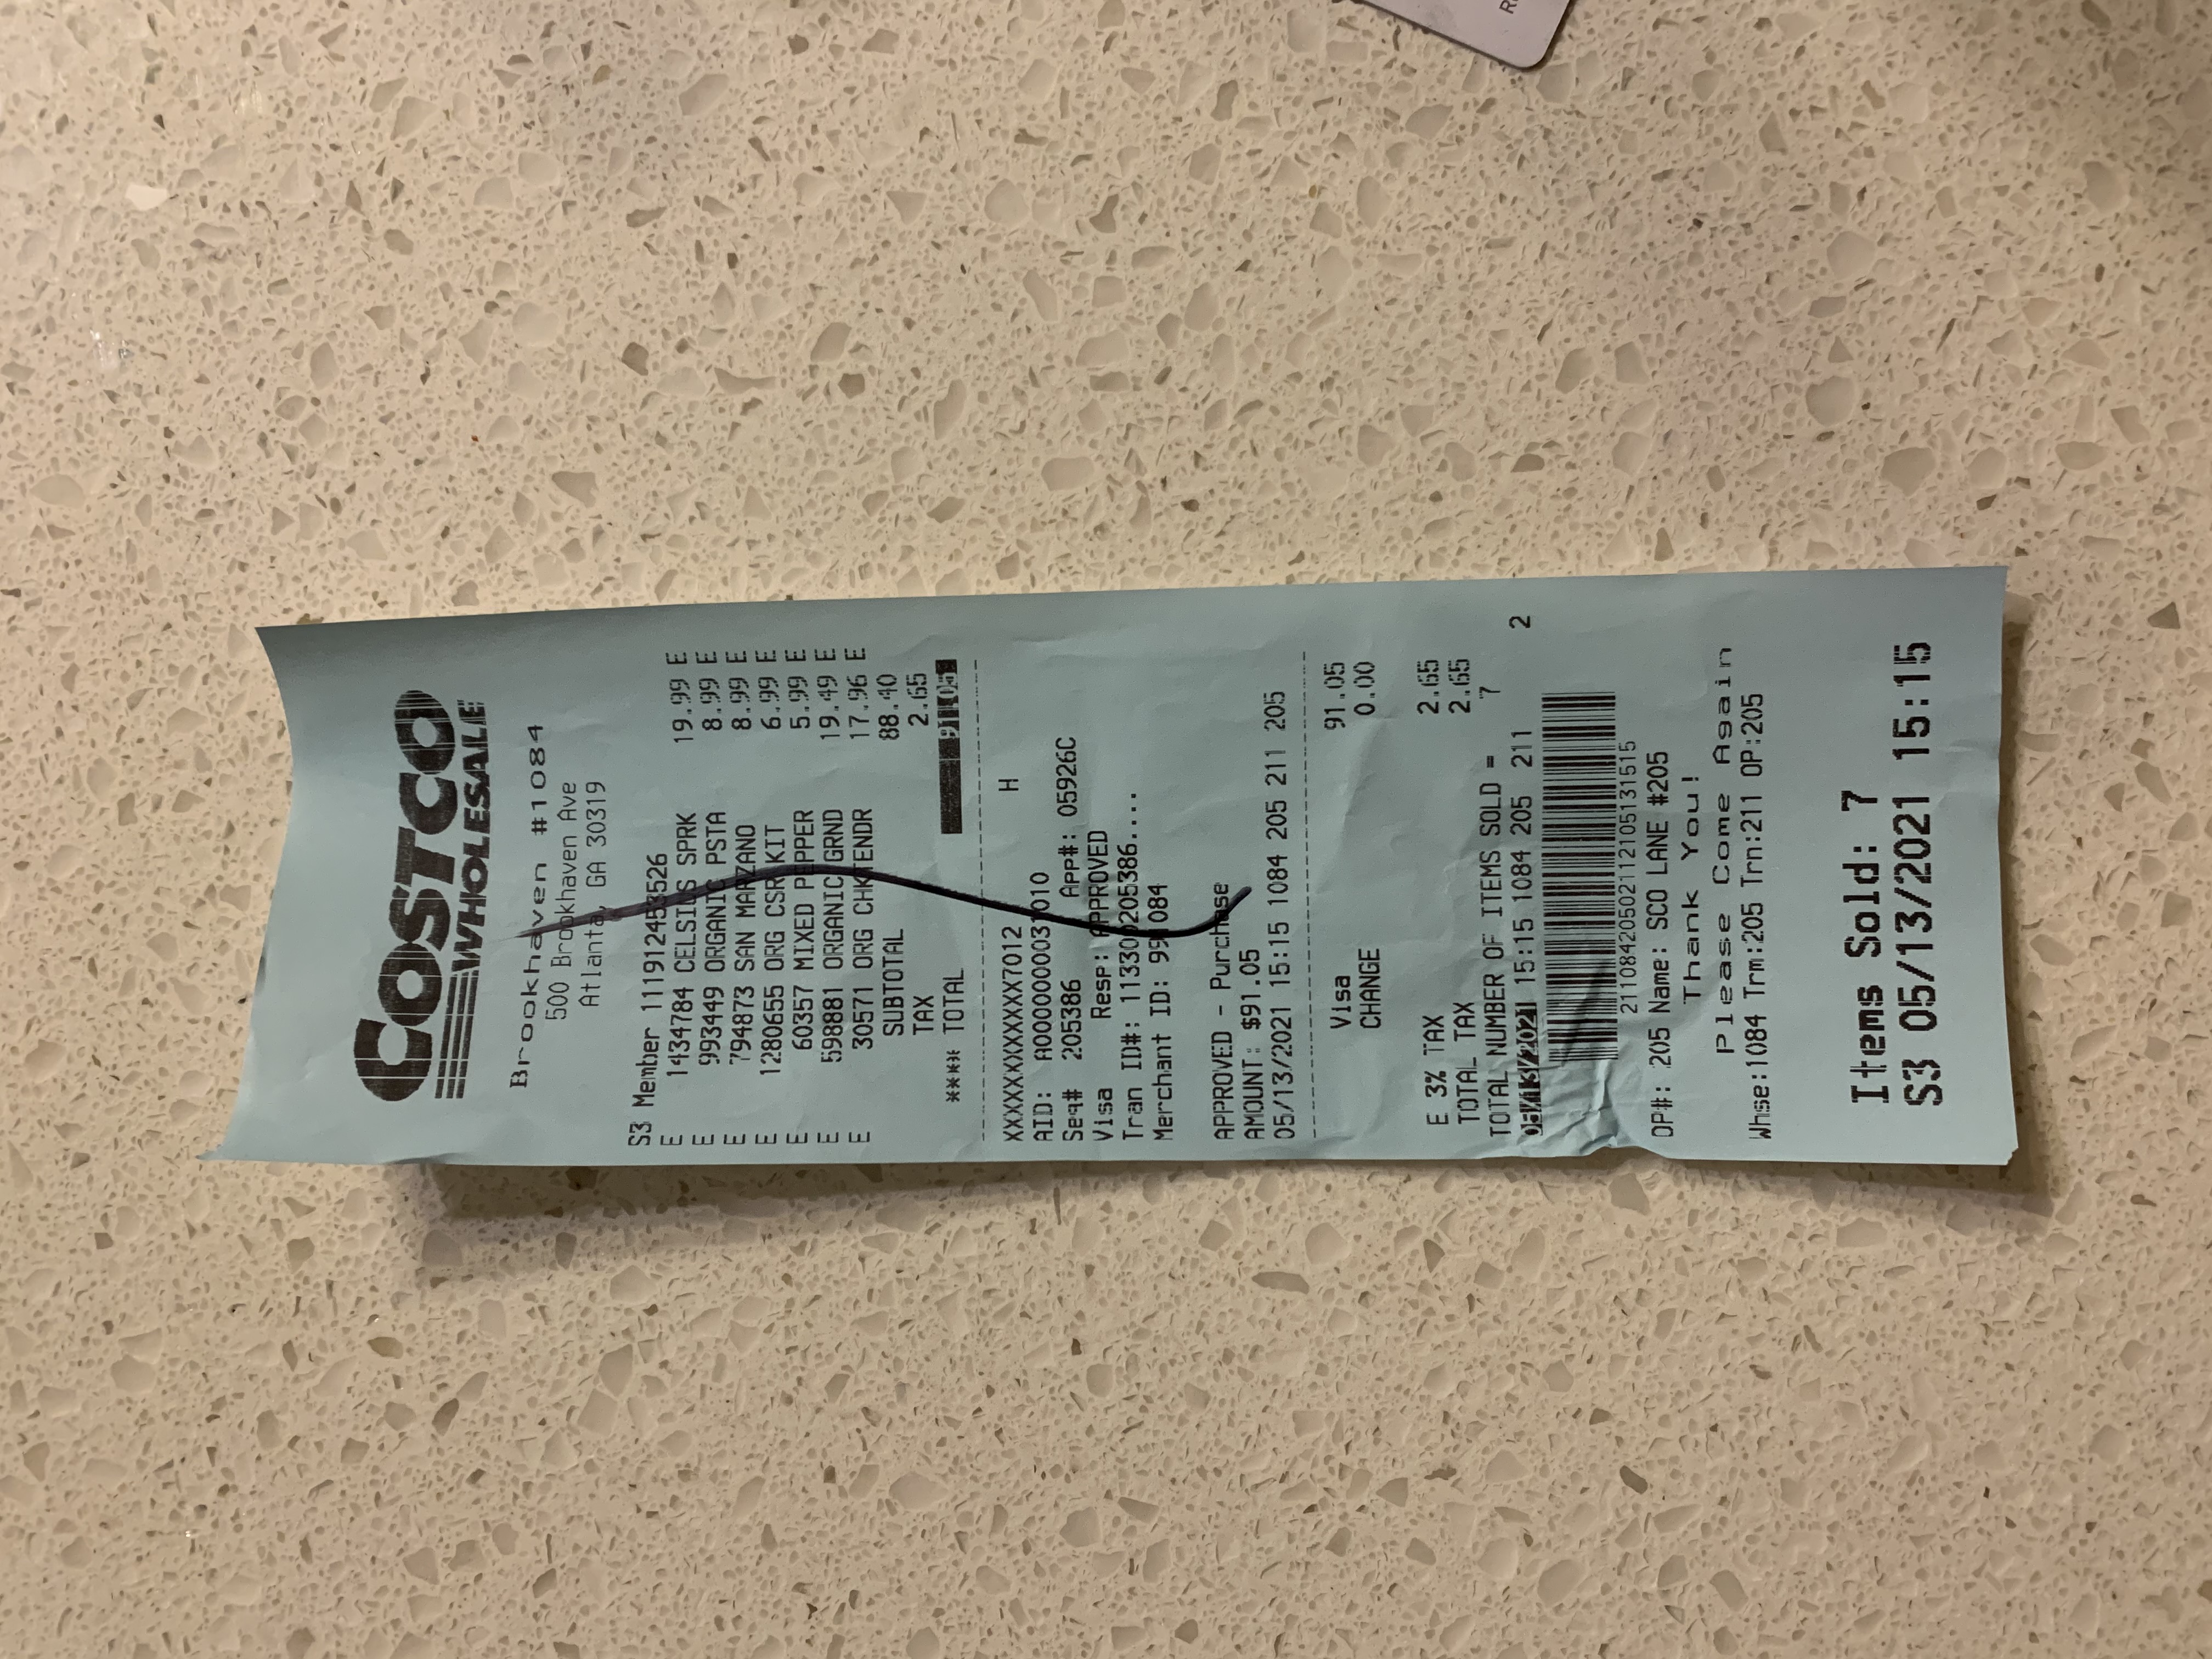 COSTCO
WHOLESALE
Brookhaven #1084
500 Brookhaven Ave
Atlanta, GA 30319
S3 Member 111912453526
E 1434784 CELSIUS SPRK 19.99 E
E 993449 ORGANIC PSTA 8.99 E
E 794873 SAN MARZANO 8.99 E
E 1280655 ORG CSR KIT 6.99 E
E 60357 MIXED PEPPER 5.99 E
E 598881 ORGANIC GRND 19.49 E
E 30571 ORG CHKTENDR 17.96 E
SUBTOTAL 88.40
TAX 2.65
**** TOTAL 91.05
XXXXXXXXXXXX7012 H
AID: A0000000031010
Seq# 205386 App#: 05926C
Visa Resp: APPROVED
Tran ID#: 113300205386....
Merchant ID: 991084
APPROVED - Purchase
AMOUNT: $91.05
05/13/2021 15:15 1084 205 211 205
Visa 91.05
CHANGE 0.00
E 3% TAX 2.65
TOTAL TAX 2.65
TOTAL NUMBER OF ITEMS SOLD = 7
05/13/2021 15:15 1084 205 211 2
21108420502112105131515
OP#: 205 Name: SCO LANE #205
Thank You!
Please Come Again
Whse:1084 Trm:205 Trn:211 OP:205
Items Sold: 7
S3 05/13/2021 15:15